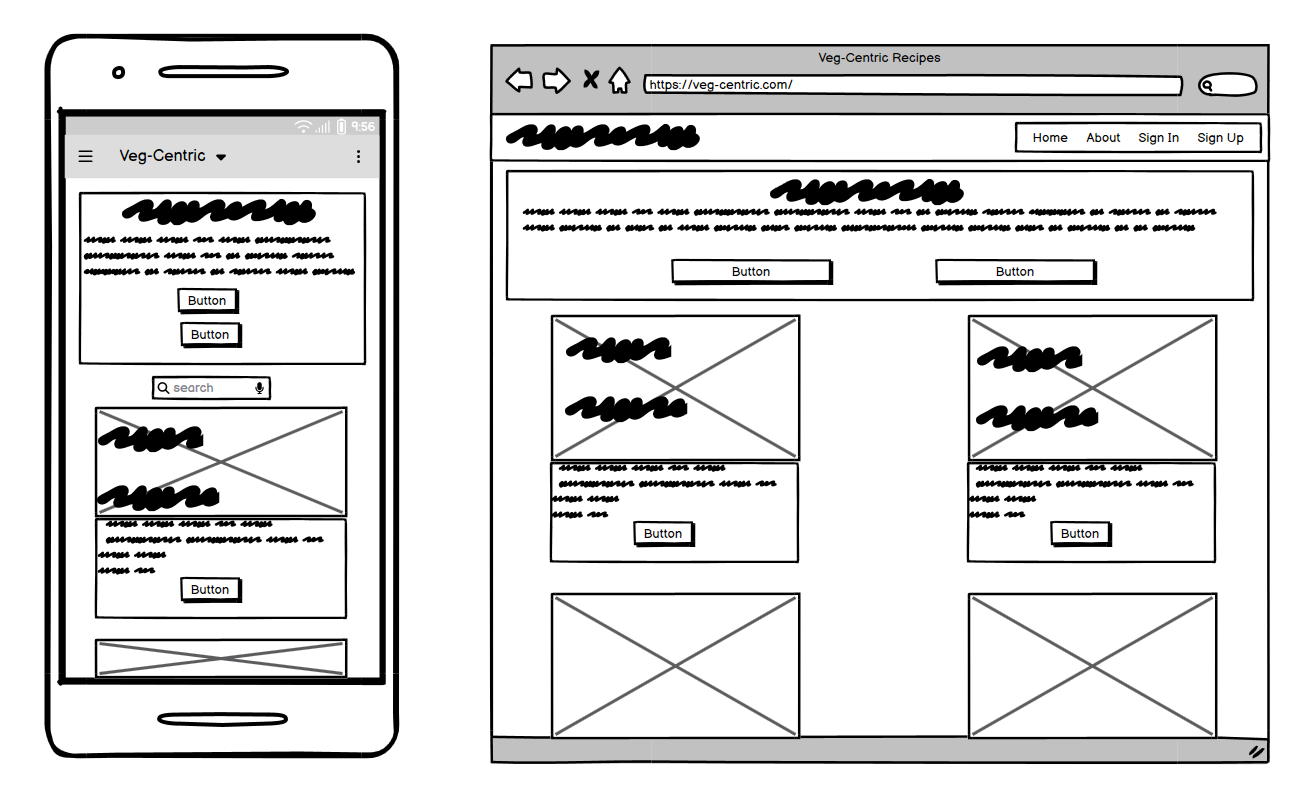 9:56
Veg-Centric
Button
Button
search
Button
Veg-Centric Recipes
https://veg-centric.com/
Home About Sign In Sign Up
Button Button
Button Button